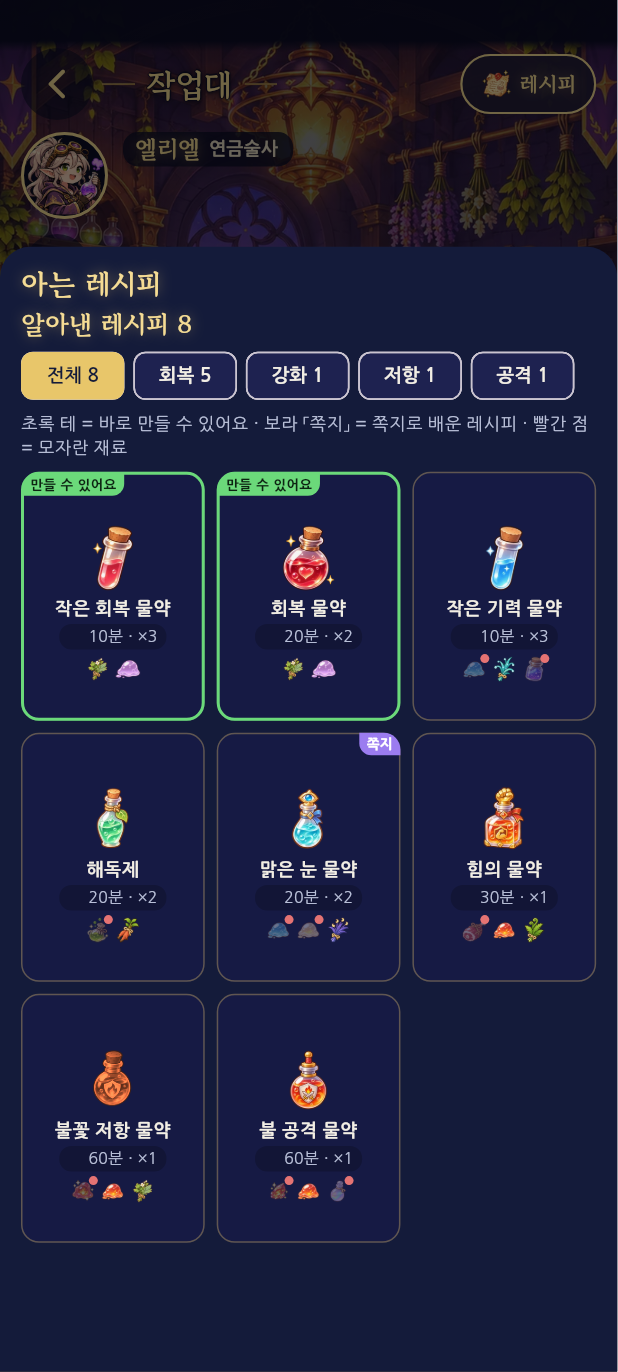 작업대
레시피
엘리엘 연금술사
아는 레시피
알아낸 레시피 8
전체 8
회복 5
강화 1
저항 1
공격 1
초록 테 = 바로 만들 수 있어요 · 보라 「쪽지」 = 쪽지로 배운 레시피 · 빨간 점
= 모자란 재료
만들 수 있어요
만들 수 있어요
작은 회복 물약
회복 물약
작은 기력 물약
10분 · ×3
20분 · ×2
10분 · ×3
쪽지
해독제
맑은 눈 물약
힘의 물약
20분 · ×2
20분 · ×2
30분 · ×1
불꽃 저항 물약
불 공격 물약
60분 · ×1
60분 · ×1